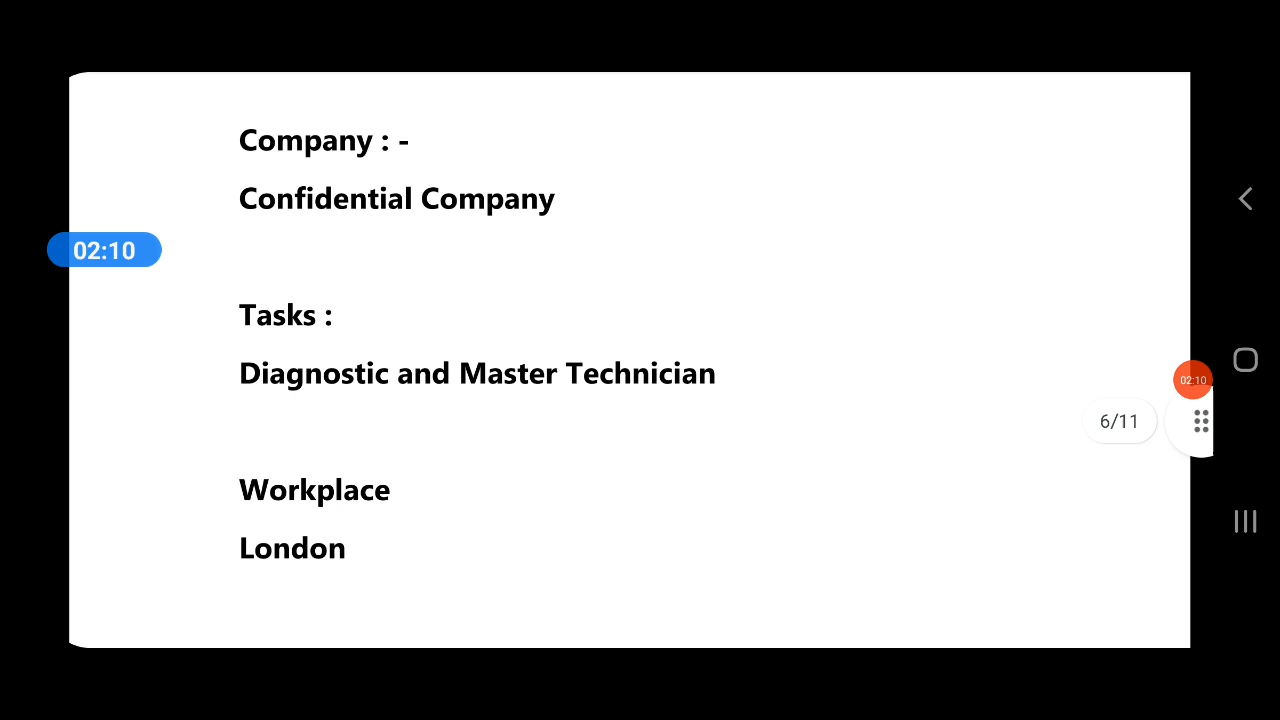 Company : -
Confidential Company
02:10
Tasks :
Diagnostic and Master Technician
02:10
6/11
Workplace
London